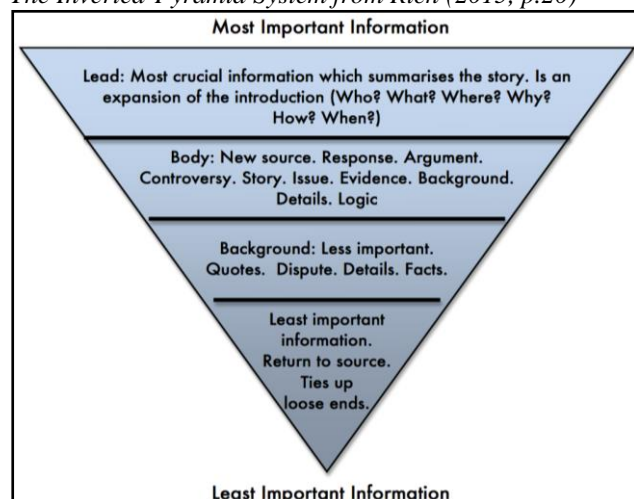 The Inverted Pyramid System from Rich (2013, p.20)
Most Important Information
Lead: Most crucial information which summarises the story. Is an
expansion of the introduction (Who? What? Where? Why?
How? When?)
Body: New source. Response. Argument.
Controversy. Story. Issue. Evidence. Background.
Details. Logic
Background: Less important.
Quotes. Dispute. Details. Facts.
Least important
information.
Return to source.
Ties up
loose ends.
Least Important Information